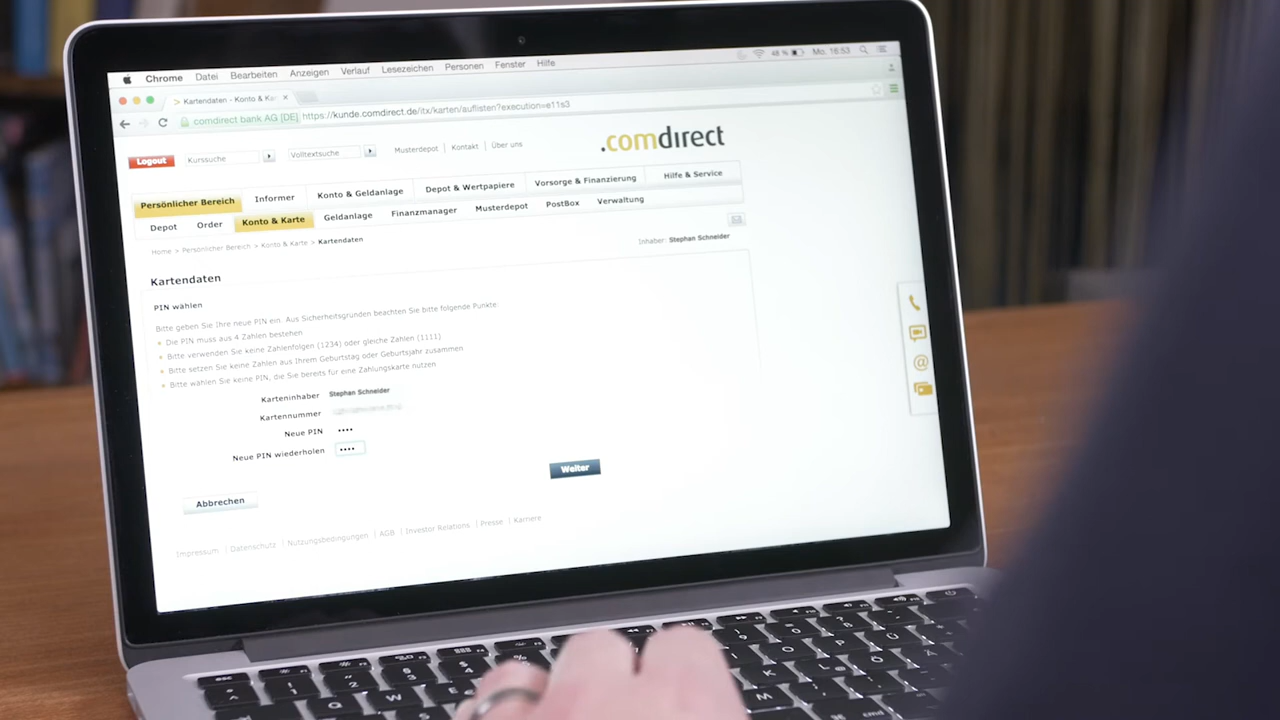 Chrome Datei Bearbeiten Anzeigen Verlauf Lesezeichen Personen Fenster Hilfe 48 % Mo. 16:53
Kartendaten - Konto & Kar
comdirect bank AG [DE] https://kunde.comdirect.de/itx/karten/auflisten?execution=e11s3
Logout Kurssuche Volltextsuche Musterdepot Kontakt Über uns
.comdirect
Persönlicher Bereich Informer Konto & Geldanlage Depot & Wertpapiere Vorsorge & Finanzierung Hilfe & Service
Depot Order Konto & Karte Geldanlage Finanzmanager Musterdepot PostBox Verwaltung
Home > Persönlicher Bereich > Konto & Karte > Kartendaten
Inhaber: Stephan Schneider
Kartendaten
PIN wählen
Bitte geben Sie Ihre neue PIN ein. Aus Sicherheitsgründen beachten Sie bitte folgende Punkte:
Die PIN muss aus 4 Zahlen bestehen
Bitte verwenden Sie keine Zahlenfolgen (1234) oder gleiche Zahlen (1111)
Bitte setzen Sie keine Zahlen aus Ihrem Geburtstag oder Geburtsjahr zusammen
Bitte wählen Sie keine PIN, die Sie bereits für eine Zahlungskarte nutzen
Karteninhaber Stephan Schneider
Kartennummer
Neue PIN ••••
Neue PIN wiederholen ••••
Weiter
Abbrechen
Impressum | Datenschutz | Nutzungsbedingungen | AGB | Investor Relations | Presse | Karriere